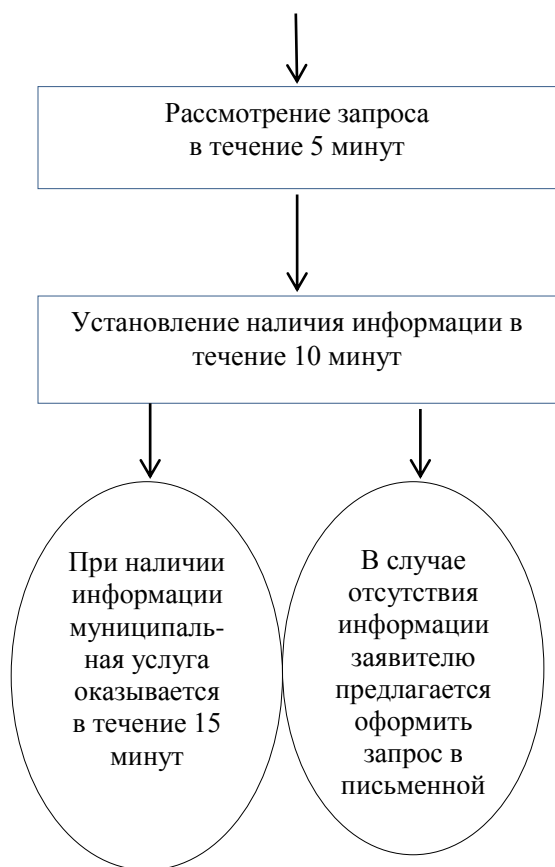 Рассмотрение запроса
в течение 5 минут
Установление наличия информации в
течение 10 минут
При наличии
информации
муниципаль-
ная услуга
оказывается
в течение 15
минут
В случае
отсутствия
информации
заявителю
предлагается
оформить
запрос в
письменной